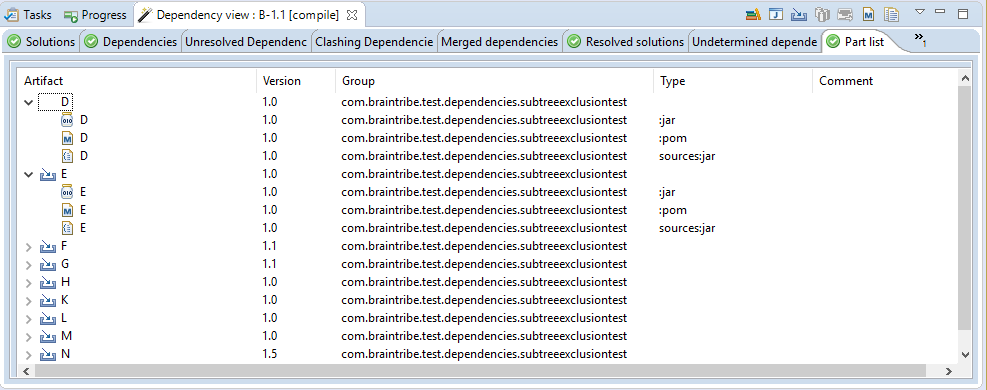 Tasks Progress Dependency view : B-1.1 [compile]
Solutions Dependencies Unresolved Dependenc Clashing Dependencie Merged dependencies Resolved solutions Undetermined depende Part list »1
Artifact Version Group Type Comment
D 1.0 com.braintribe.test.dependencies.subtreeexclusiontest
D 1.0 com.braintribe.test.dependencies.subtreeexclusiontest :jar
D 1.0 com.braintribe.test.dependencies.subtreeexclusiontest :pom
D 1.0 com.braintribe.test.dependencies.subtreeexclusiontest sources:jar
E 1.0 com.braintribe.test.dependencies.subtreeexclusiontest
E 1.0 com.braintribe.test.dependencies.subtreeexclusiontest :jar
E 1.0 com.braintribe.test.dependencies.subtreeexclusiontest :pom
E 1.0 com.braintribe.test.dependencies.subtreeexclusiontest sources:jar
F 1.1 com.braintribe.test.dependencies.subtreeexclusiontest
G 1.1 com.braintribe.test.dependencies.subtreeexclusiontest
H 1.0 com.braintribe.test.dependencies.subtreeexclusiontest
K 1.0 com.braintribe.test.dependencies.subtreeexclusiontest
L 1.0 com.braintribe.test.dependencies.subtreeexclusiontest
M 1.0 com.braintribe.test.dependencies.subtreeexclusiontest
N 1.5 com.braintribe.test.dependencies.subtreeexclusiontest